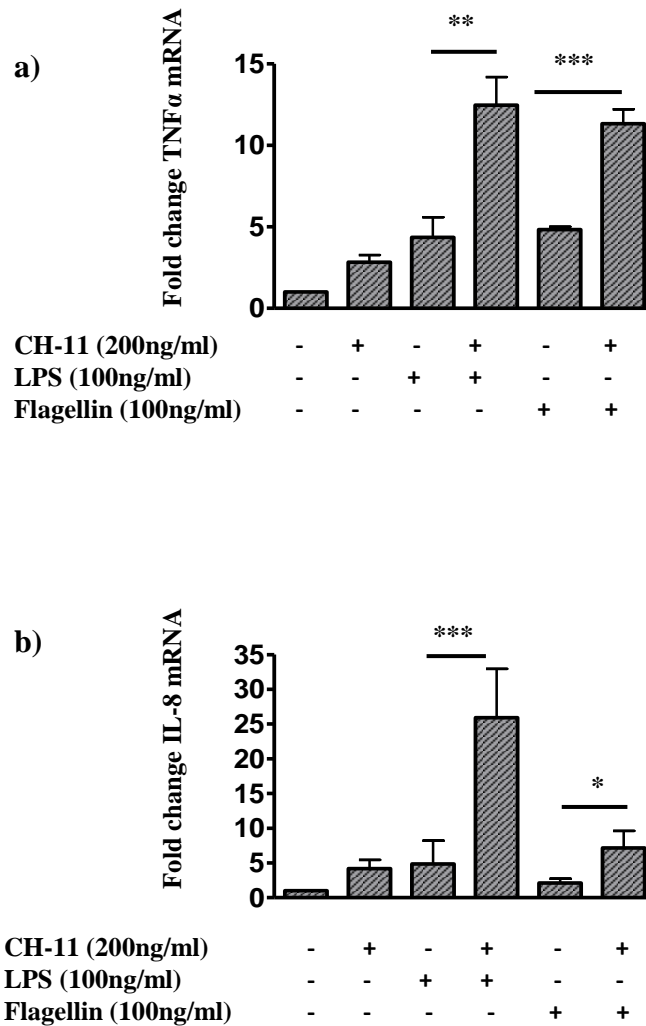 a)
Fold change TNFα mRNA
15
10
5
0
**
***
CH-11 (200ng/ml) - + - + - +
LPS (100ng/ml) - - + + - -
Flagellin (100ng/ml) - - - - + +
b)
Fold change IL-8 mRNA
35
30
25
20
15
10
5
0
***
*
CH-11 (200ng/ml) - + - + - +
LPS (100ng/ml) - - + + - -
Flagellin (100ng/ml) - - - - + +